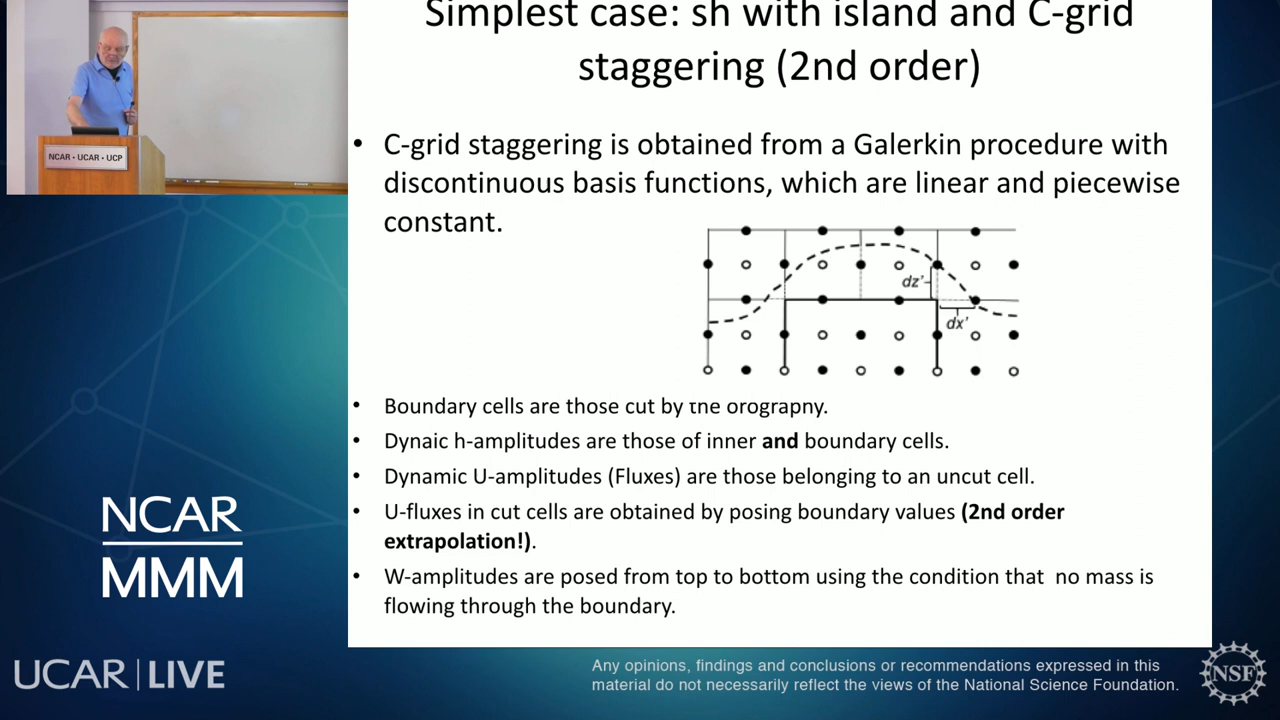 Simplest case: sh with island and C-grid
staggering (2nd order)
• C-grid staggering is obtained from a Galerkin procedure with
discontinuous basis functions, which are linear and piecewise
constant.
dz'
dx'
• Boundary cells are those cut by the orography.
• Dynaic h-amplitudes are those of inner and boundary cells.
• Dynamic U-amplitudes (Fluxes) are those belonging to an uncut cell.
• U-fluxes in cut cells are obtained by posing boundary values (2nd order
extrapolation!).
• W-amplitudes are posed from top to bottom using the condition that no mass is
flowing through the boundary.
NCAR • UCAR • UCP
NCAR
MMM
UCAR | LIVE
Any opinions, findings and conclusions or recommendations expressed in this
material do not necessarily reflect the views of the National Science Foundation.
NSF